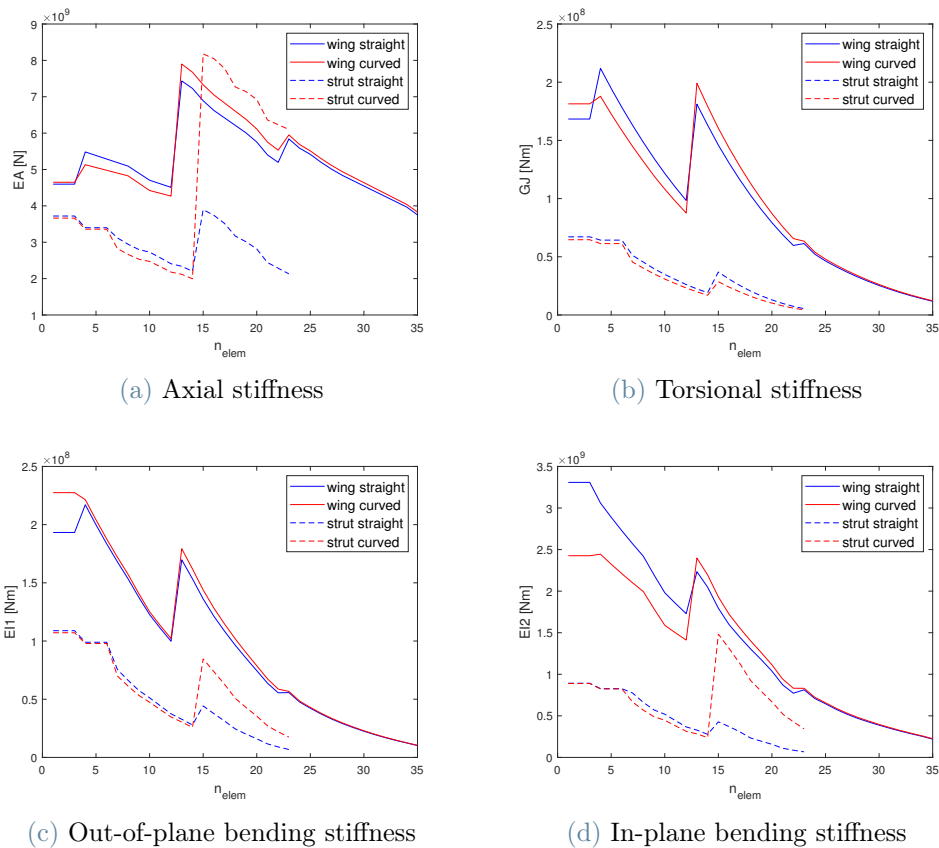 ×10⁹
9
8
7
6
5
4
3
2
1
EA [N]
0 5 10 15 20 25 30 35
n_elem
wing straight
wing curved
strut straight
strut curved
(a) Axial stiffness
×10⁸
2.5
2
1.5
1
0.5
0
GJ [Nm]
0 5 10 15 20 25 30 35
n_elem
wing straight
wing curved
strut straight
strut curved
(b) Torsional stiffness
×10⁸
2.5
2
1.5
1
0.5
0
EI1 [Nm]
0 5 10 15 20 25 30 35
n_elem
wing straight
wing curved
strut straight
strut curved
(c) Out-of-plane bending stiffness
×10⁹
3.5
3
2.5
2
1.5
1
0.5
0
EI2 [Nm]
0 5 10 15 20 25 30 35
n_elem
wing straight
wing curved
strut straight
strut curved
(d) In-plane bending stiffness